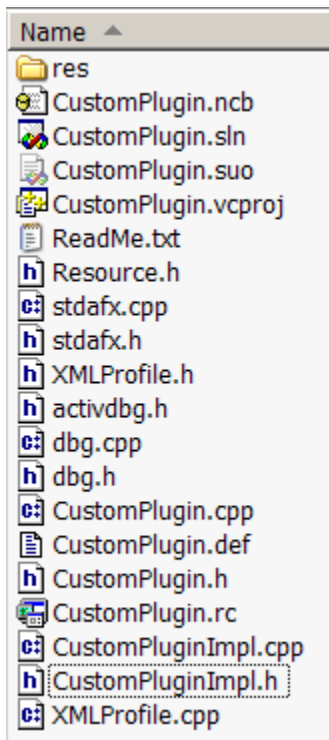 Name
res
CustomPlugin.ncb
CustomPlugin.sln
CustomPlugin.suo
CustomPlugin.vcproj
ReadMe.txt
Resource.h
stdafx.cpp
stdafx.h
XMLProfile.h
activdbg.h
dbg.cpp
dbg.h
CustomPlugin.cpp
CustomPlugin.def
CustomPlugin.h
CustomPlugin.rc
CustomPluginImpl.cpp
CustomPluginImpl.h
XMLProfile.cpp